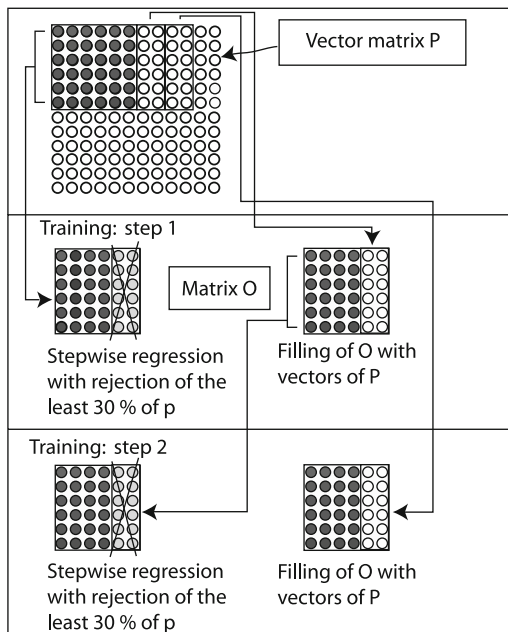 Vector matrix P
Training: step 1
Matrix O
Stepwise regression
with rejection of the
least 30 % of p
Filling of O with
vectors of P
Training: step 2
Stepwise regression
with rejection of the
least 30 % of p
Filling of O with
vectors of P